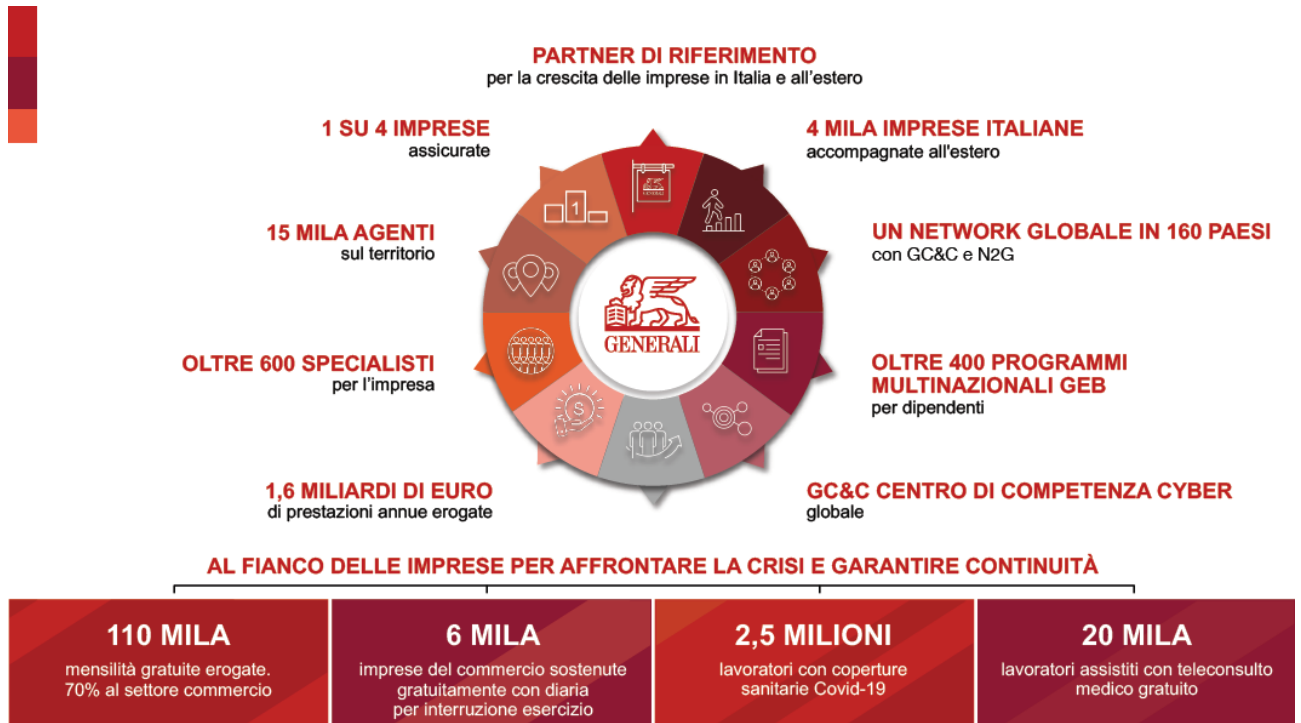 PARTNER DI RIFERIMENTO
per la crescita delle imprese in Italia e all'estero
1 SU 4 IMPRESE
assicurate
4 MILA IMPRESE ITALIANE
accompagnate all'estero
15 MILA AGENTI
sul territorio
UN NETWORK GLOBALE IN 160 PAESI
con GC&C e N2G
OLTRE 600 SPECIALISTI
per l'impresa
OLTRE 400 PROGRAMMI
MULTINAZIONALI GEB
per dipendenti
1,6 MILIARDI DI EURO
di prestazioni annue erogate
GC&C CENTRO DI COMPETENZA CYBER
globale
GENERALI
1
GENERALI
S
AL FIANCO DELLE IMPRESE PER AFFRONTARE LA CRISI E GARANTIRE CONTINUITÀ
110 MILA
mensilità gratuite erogate.
70% al settore commercio
6 MILA
imprese del commercio sostenute
gratuitamente con diaria
per interruzione esercizio
2,5 MILIONI
lavoratori con coperture
sanitarie Covid-19
20 MILA
lavoratori assistiti con teleconsulto
medico gratuito